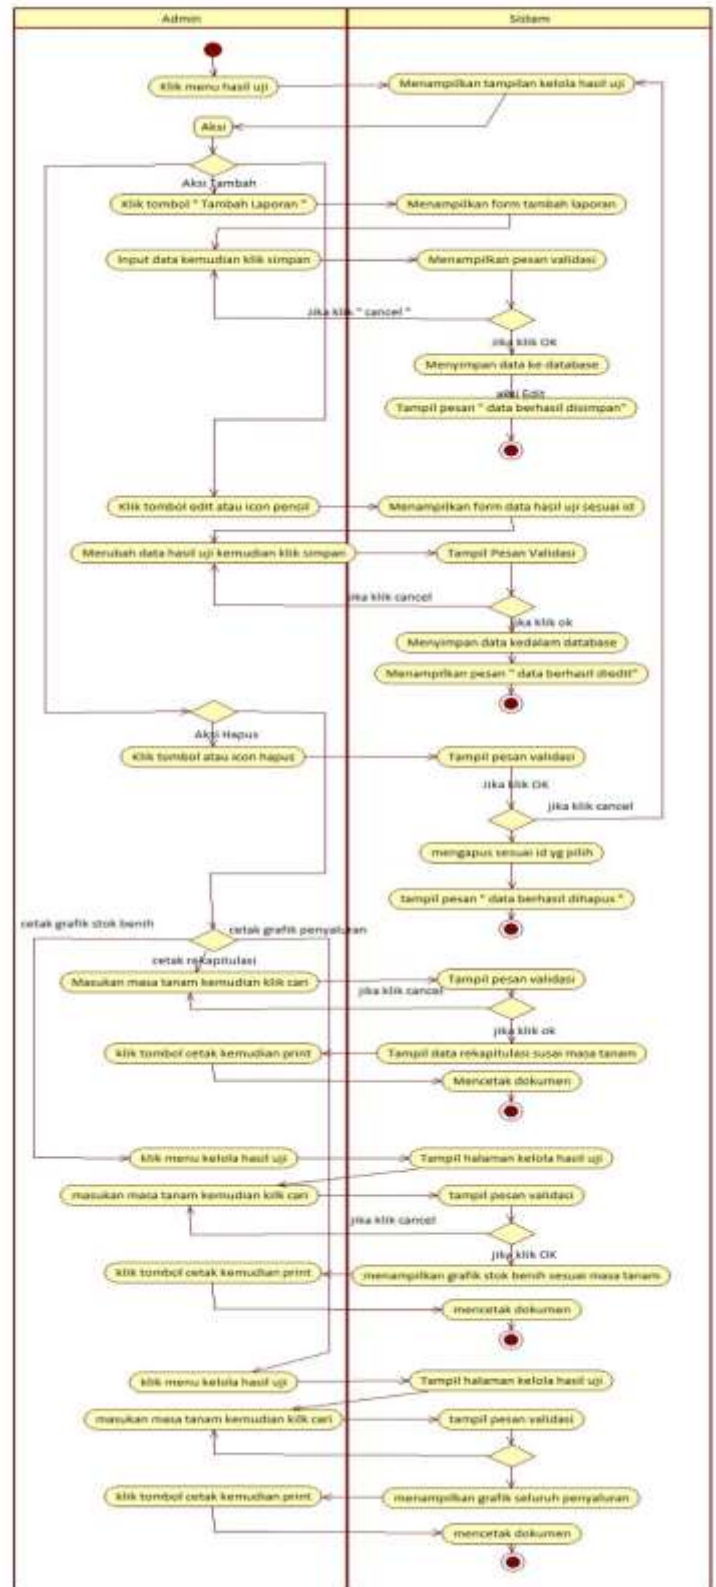 Admin
Sistem
Klik menu hasil uji
Menampilkan tampilan kelola hasil uji
Aksi
Aksi Tambah
Klik tombol " Tambah Laporan "
Menampilkan form tambah laporan
Input data kemudian klik simpan
Menampilkan pesan validasi
Jika klik " cancel "
Jika klik OK
Menyimpan data ke database
aksi Edit
Tampil pesan " data berhasil disimpan"
Klik tombol edit atau icon pensil
Menampilkan form data hasil uji sesuai id
Merubah data hasil uji kemudian klik simpan
Tampil Pesan Validasi
jika klik cancel
jika klik ok
Menyimpan data kedalam database
Menampilkan pesan " data berhasil diedit"
Aksi Hapus
Klik tombol atau icon hapus
Tampil pesan validasi
Jika klik OK
jika klik cancel
mengapus sesuai id yg pilih
tampil pesan " data berhasil dihapus "
cetak grafik stok benih
cetak grafik penyaluran
cetak rekapitulasi
Masukan masa tanam kemudian klik cari
Tampil pesan validasi
jika klik cancel
jika klik ok
klik tombol cetak kemudian print
Tampil data rekapitulasi susai masa tanam
Mencetak dokumen
klik menu kelola hasil uji
Tampil halaman kelola hasil uji
masukan masa tanam kemudian kilk cari
tampil pesan validasi
jika klik cancel
jika klik OK
klik tombol cetak kemudian print
menampilkan grafik stok benih sesuai masa tanam
mencetak dokumen
klik menu kelola hasil uji
Tampil halaman kelola hasil uji
masukan masa tanam kemudian kilk cari
tampil pesan validasi
klik tombol cetak kemudian print
menampilkan grafik seluruh penyaluran
mencetak dokumen